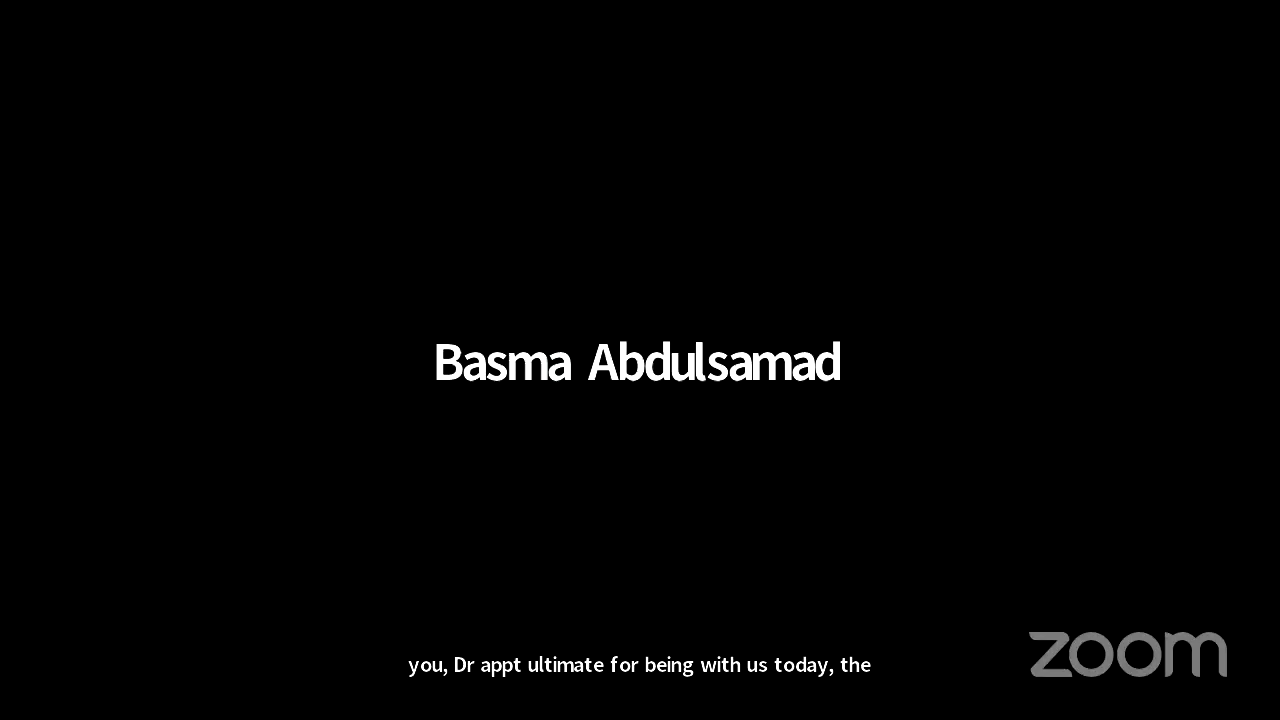 Basma Abdulsamad
you, Dr appt ultimate for being with us today, the
zoom